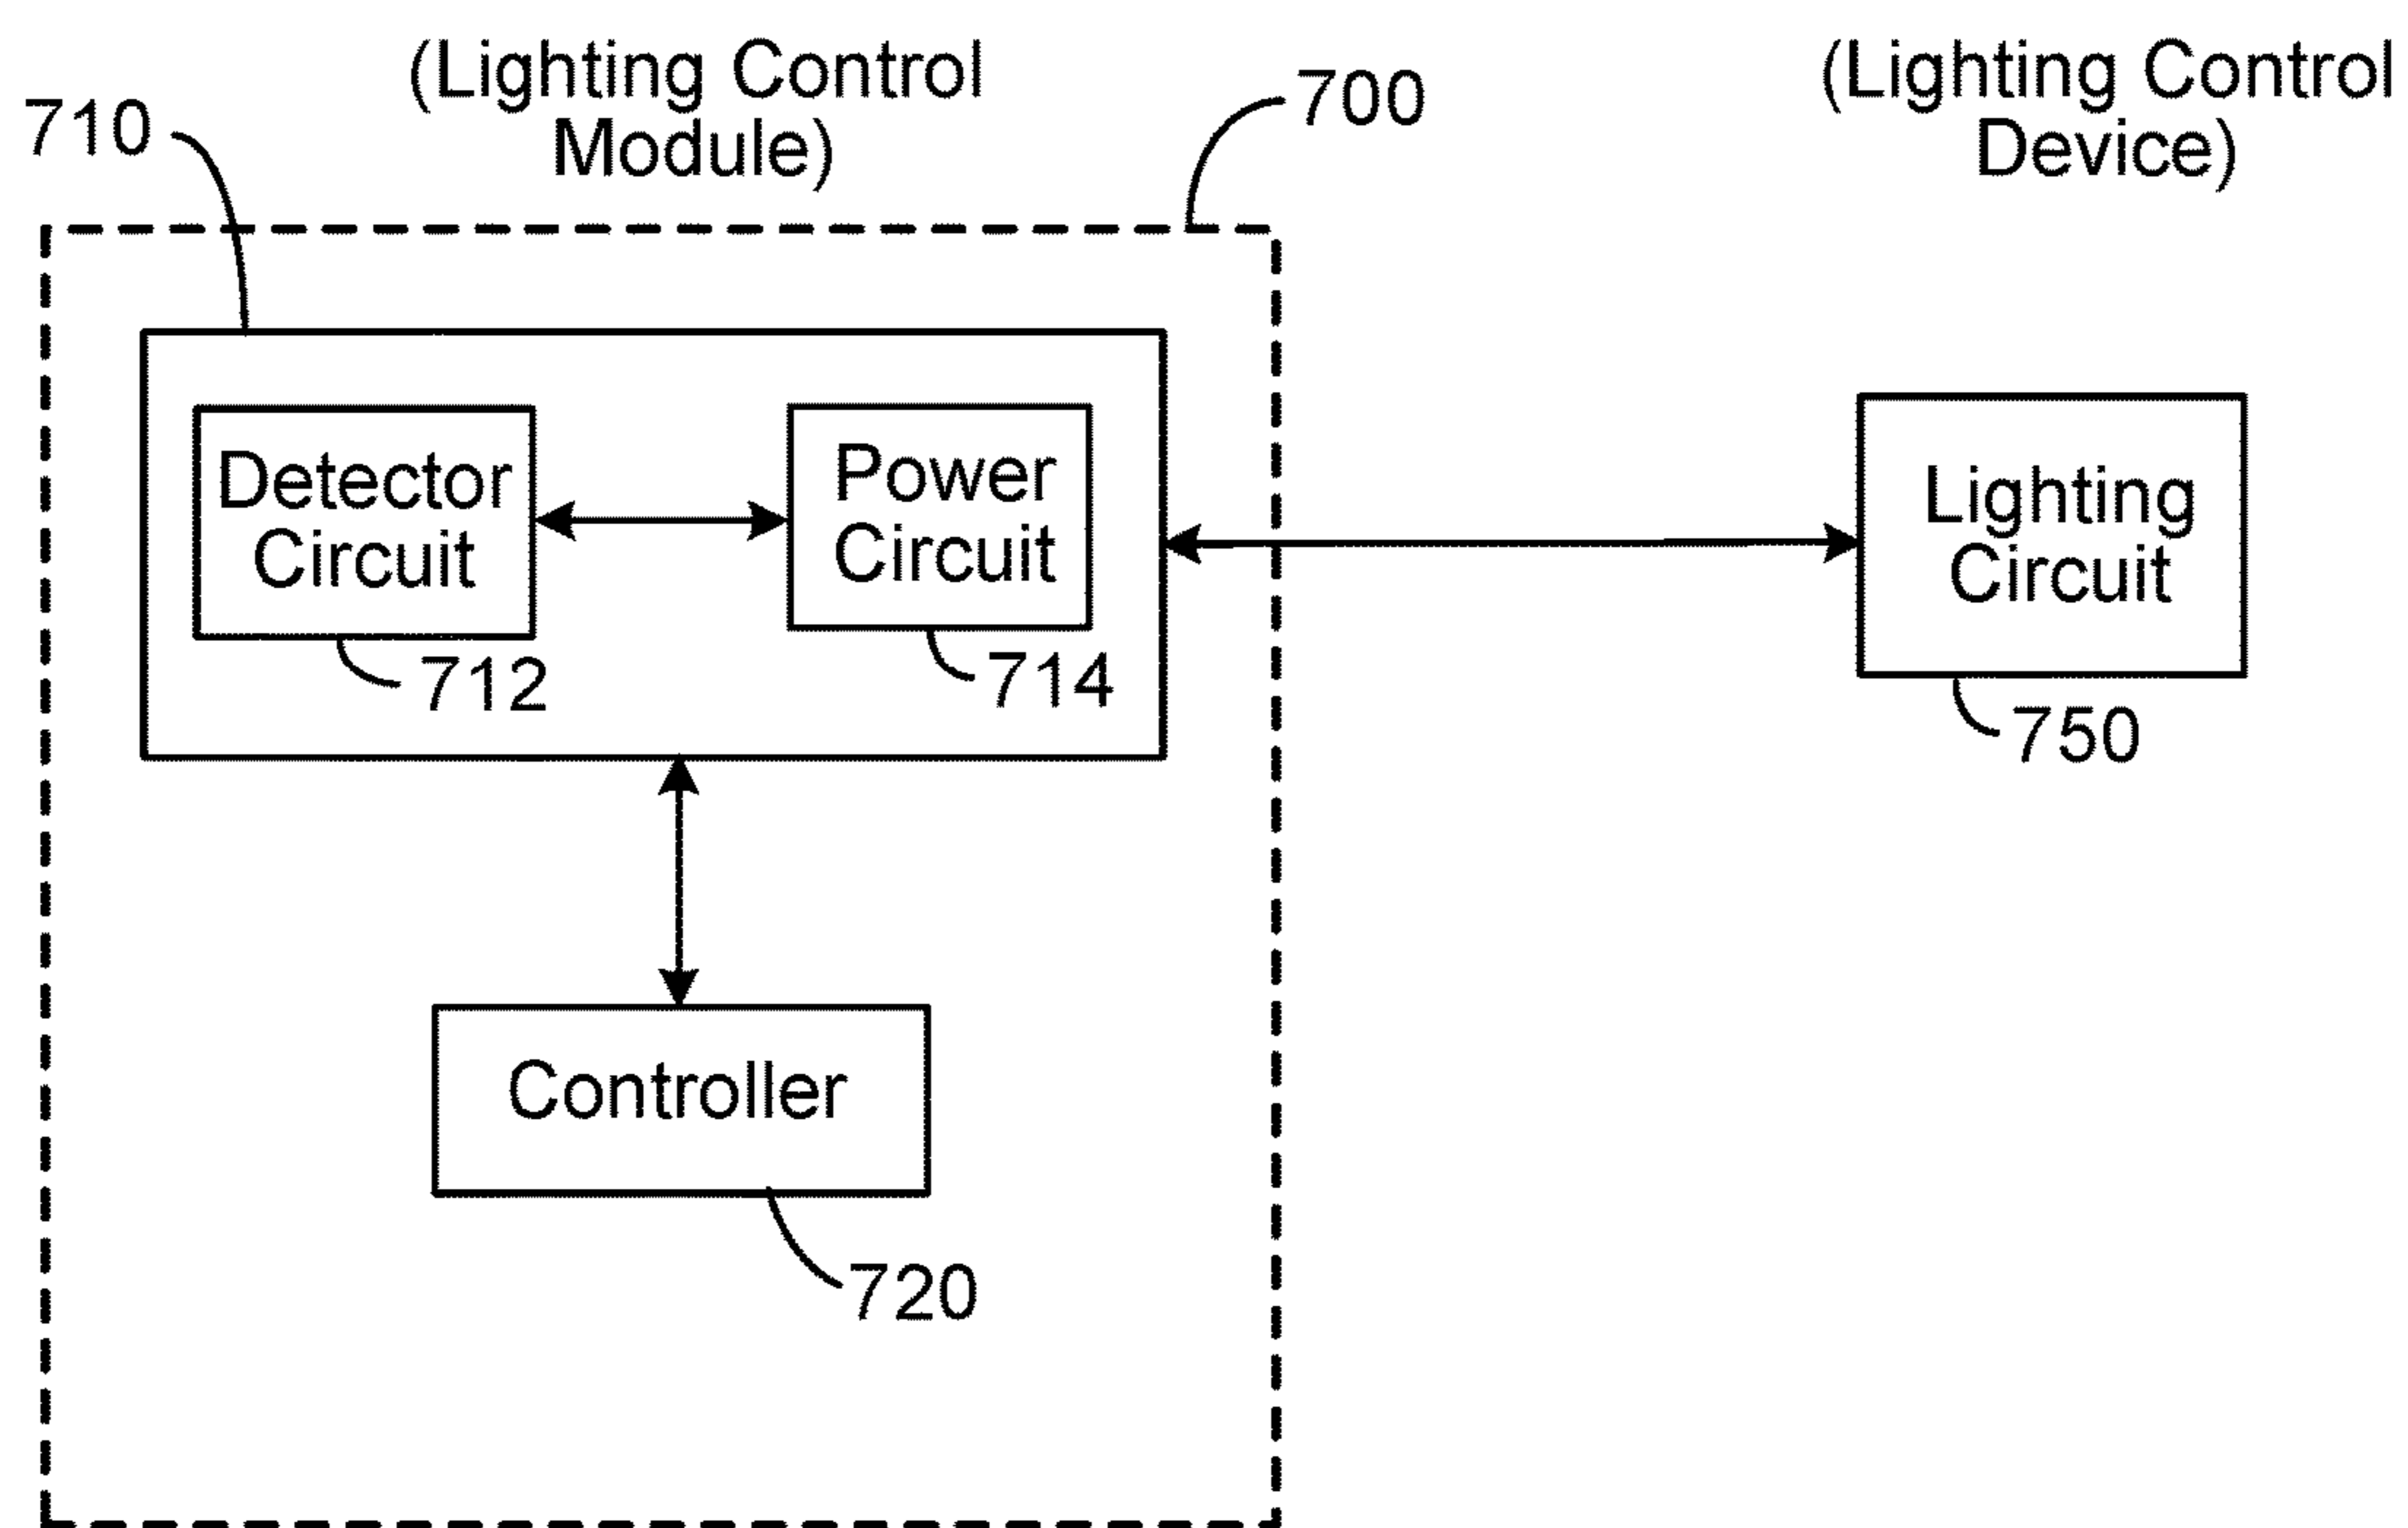 (Lighting Control
Module)
700
(Lighting Control
Device)
710
Detector
Circuit
712
Power
Circuit
714
Lighting
Circuit
750
Controller
720